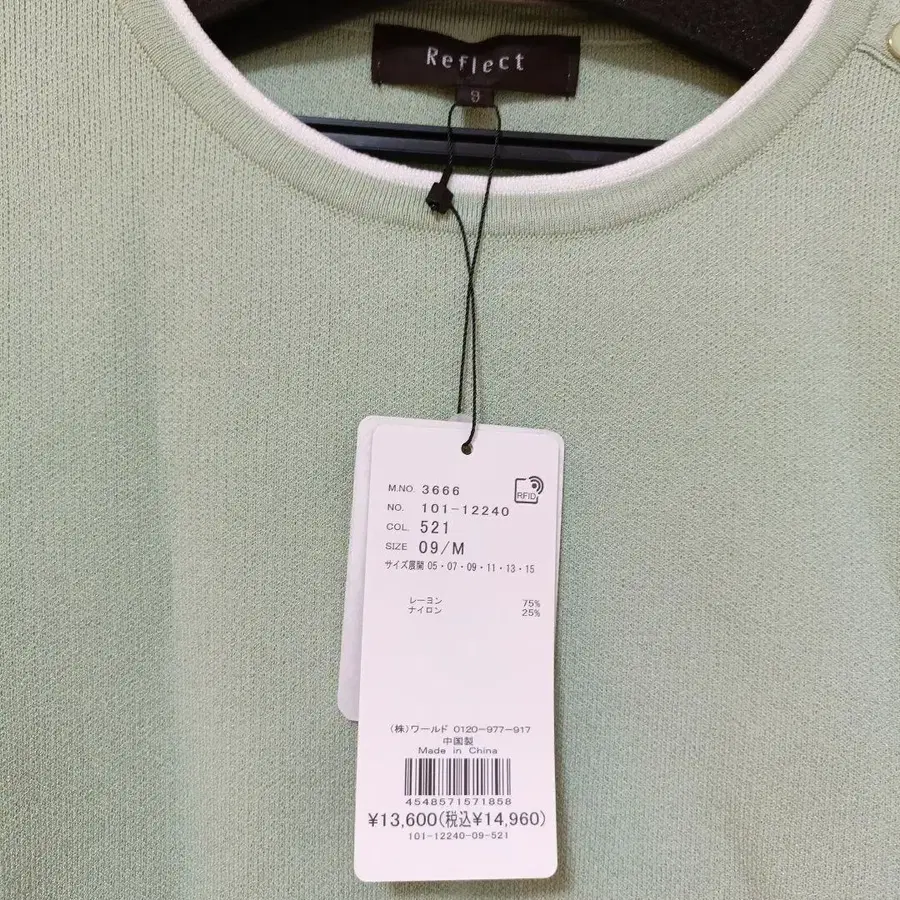 Reflect
9
M.NO. 3666
RFID
NO. 101-12240
COL. 521
SIZE 09/M
サイズ展開 05・07・09・11・13・15
レーヨン 75%
ナイロン 25%
(株)ワールド 0120-977-917
中国製
Made in China
4548571571858
¥13,600(税込¥14,960)
101-12240-09-521